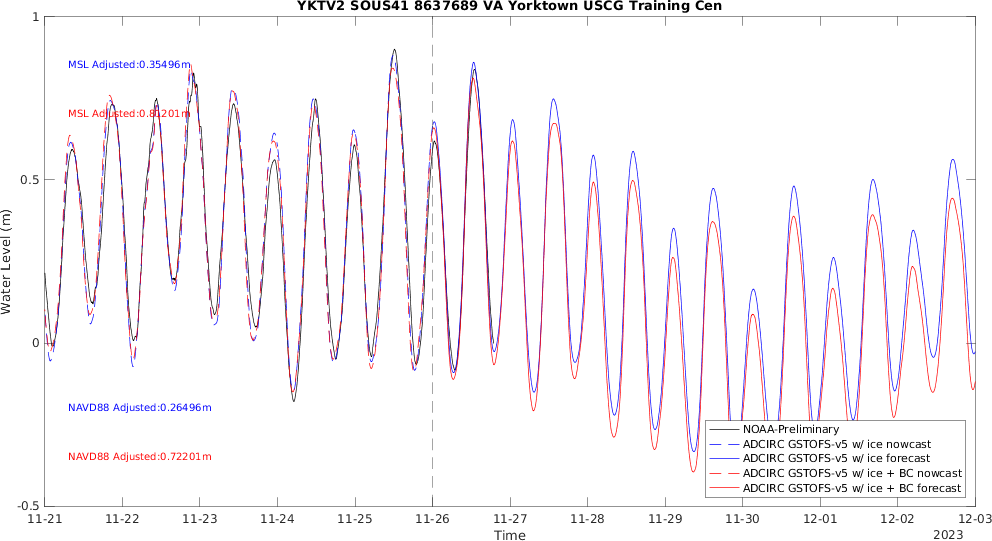 YKTV2 SOUS41 8637689 VA Yorktown USCG Training Cen
1
MSL Adjusted:0.35496m
MSL Adjusted:0.81201m
0.5
Water Level (m)
0
NAVD88 Adjusted:0.26496m
NAVD88 Adjusted:0.72201m
NOAA-Preliminary
ADCIRC GSTOFS-v5 w/ ice nowcast
ADCIRC GSTOFS-v5 w/ ice forecast
ADCIRC GSTOFS-v5 w/ ice + BC nowcast
ADCIRC GSTOFS-v5 w/ ice + BC forecast
-0.5
11-21 11-22 11-23 11-24 11-25 11-26 11-27 11-28 11-29 11-30 12-01 12-02 12-03
Time 2023